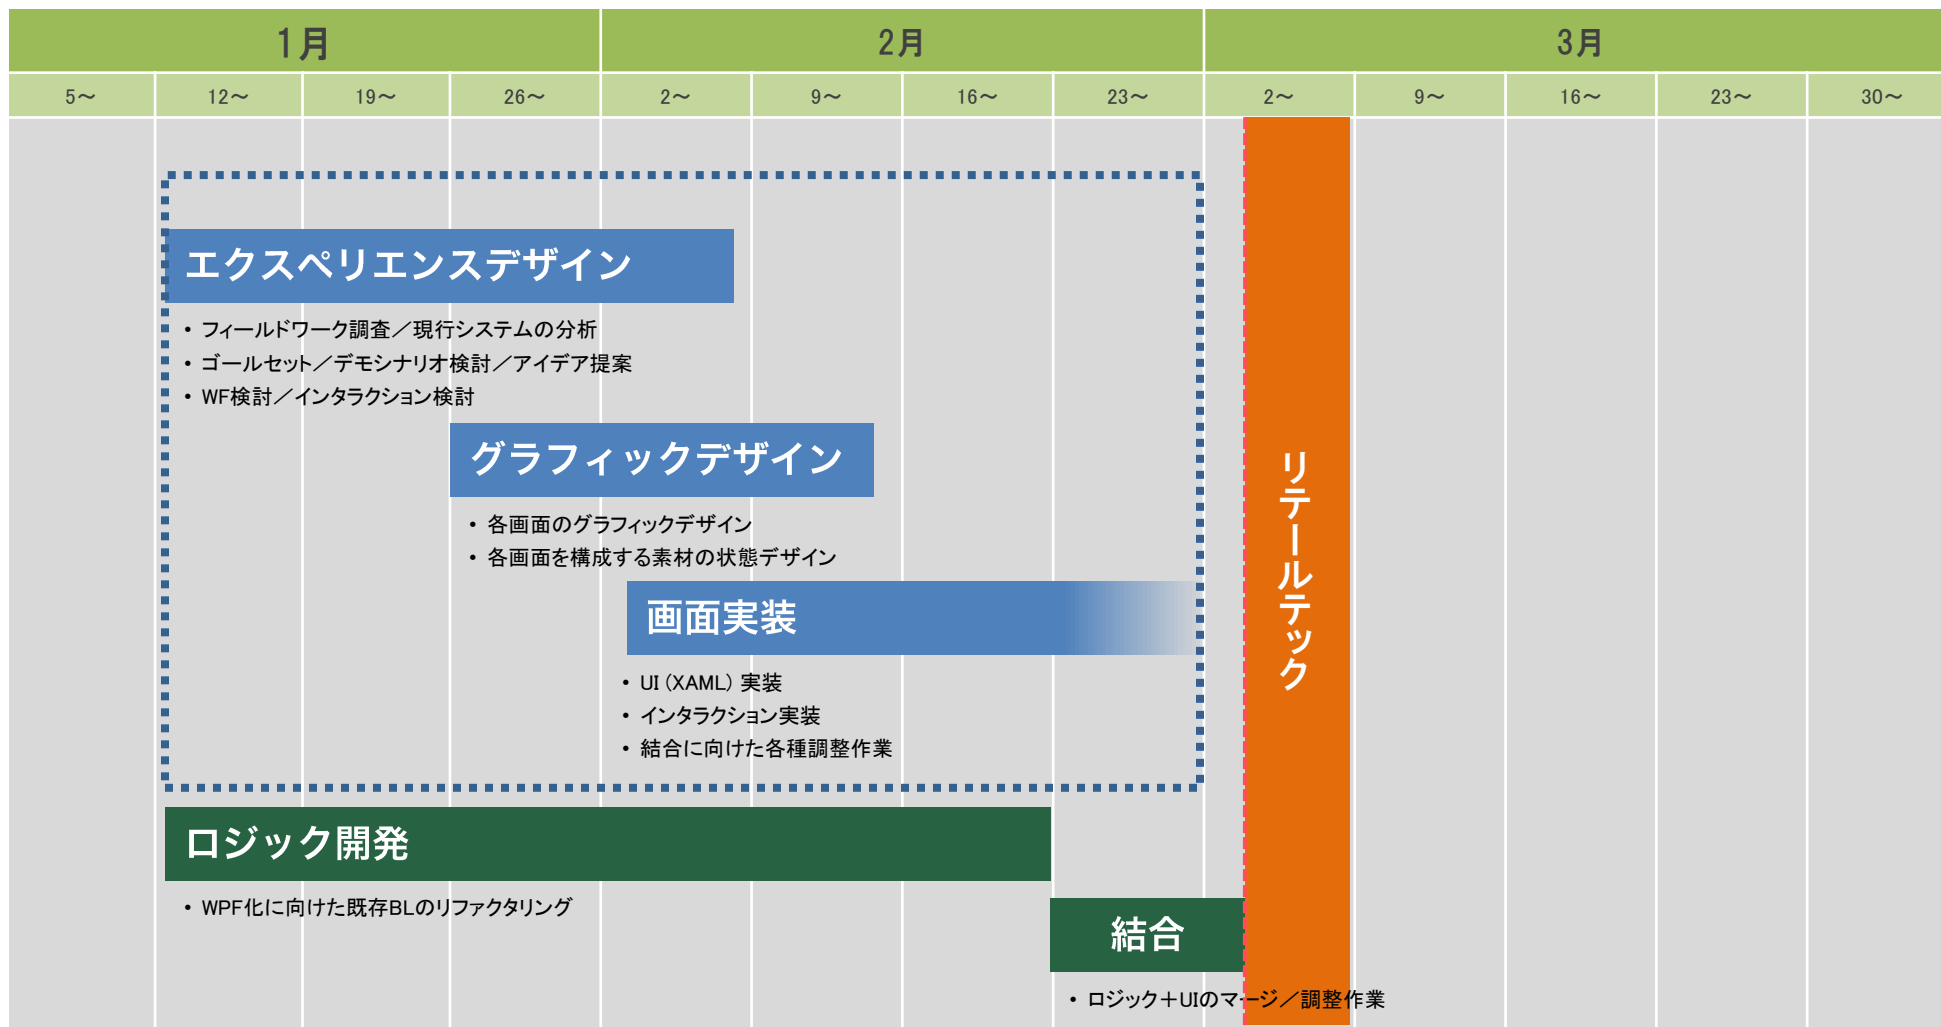 1月
2月
3月
5～
12～
19～
26～
2～
9～
16～
23～
2～
9～
16～
23～
30～
エクスペリエンスデザイン
• フィールドワーク調査／現行システムの分析
• ゴールセット／デモシナリオ検討／アイデア提案
• WF検討／インタラクション検討
グラフィックデザイン
• 各画面のグラフィックデザイン
• 各画面を構成する素材の状態デザイン
画面実装
• UI（XAML）実装
• インタラクション実装
• 結合に向けた各種調整作業
リテールテック
ロジック開発
• WPF化に向けた既存BLのリファクタリング
結合
• ロジック＋UIのマージ／調整作業